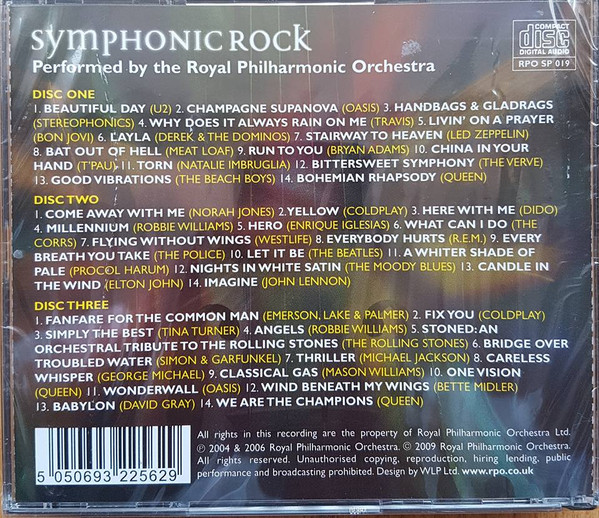 symphonic rock
COMPACT
disc
DIGITAL AUDIO
RPO SP 019
Performed by the Royal Philharmonic Orchestra
DISC ONE
1. BEAUTIFUL DAY (U2) 2. CHAMPAGNE SUPANOVA (OASIS) 3. HANDBAGS & GLADRAGS
(STEREOPHONICS) 4. WHY DOES IT ALWAYS RAIN ON ME (TRAVIS) 5. LIVIN' ON A PRAYER
(BON JOVI) 6. LAYLA (DEREK & THE DOMINOS) 7. STAIRWAY TO HEAVEN (LED ZEPPELIN)
8. BAT OUT OF HELL (MEAT LOAF) 9. RUN TO YOU (BRYAN ADAMS) 10. CHINA IN YOUR
HAND (T'PAU) 11. TORN (NATALIE IMBRUGLIA) 12. BITTERSWEET SYMPHONY (THE VERVE)
13. GOOD VIBRATIONS (THE BEACH BOYS) 14. BOHEMIAN RHAPSODY (QUEEN)
DISC TWO
1. COME AWAY WITH ME (NORAH JONES) 2.YELLOW (COLDPLAY) 3. HERE WITH ME (DIDO)
4. MILLENNIUM (ROBBIE WILLIAMS) 5. HERO (ENRIQUE IGLESIAS) 6. WHAT CAN I DO (THE
CORRS) 7. FLYING WITHOUT WINGS (WESTLIFE) 8. EVERYBODY HURTS (R.E.M.) 9. EVERY
BREATH YOU TAKE (THE POLICE) 10. LET IT BE (THE BEATLES) 11. A WHITER SHADE OF
PALE (PROCOL HARUM) 12. NIGHTS IN WHITE SATIN (THE MOODY BLUES) 13. CANDLE IN
THE WIND (ELTON JOHN) 14. IMAGINE (JOHN LENNON)
DISC THREE
1. FANFARE FOR THE COMMON MAN (EMERSON, LAKE & PALMER) 2. FIX YOU (COLDPLAY)
3. SIMPLY THE BEST (TINA TURNER) 4. ANGELS (ROBBIE WILLIAMS) 5. STONED: AN
ORCHESTRAL TRIBUTE TO THE ROLLING STONES (THE ROLLING STONES) 6. BRIDGE OVER
TROUBLED WATER (SIMON & GARFUNKEL) 7. THRILLER (MICHAEL JACKSON) 8. CARELESS
WHISPER (GEORGE MICHAEL) 9. CLASSICAL GAS (MASON WILLIAMS) 10. ONE VISION
(QUEEN) 11. WONDERWALL (OASIS) 12. WIND BENEATH MY WINGS (BETTE MIDLER)
13. BABYLON (DAVID GRAY) 14. WE ARE THE CHAMPIONS (QUEEN)
5 050693 225629
All rights in this recording are the property of Royal Philharmonic Orchestra Ltd.
℗ 2004 & 2006 Royal Philharmonic Orchestra. © 2009 Royal Philharmonic Orchestra.
All rights reserved. Unauthorised copying, reproduction, hiring lending, public
performance and broadcasting prohibited. Design by WLP Ltd. www.rpo.co.uk